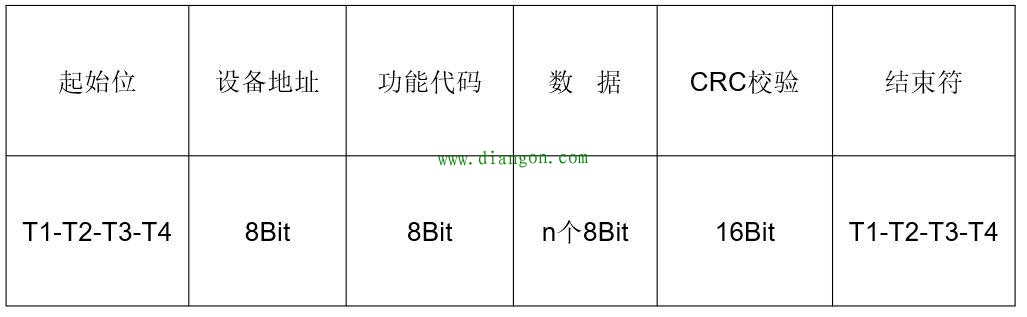 起始位 设备地址 功能代码 数 据 CRC校验 结束符
www.diangon.com
T1-T2-T3-T4 8Bit 8Bit n个8Bit 16Bit T1-T2-T3-T4